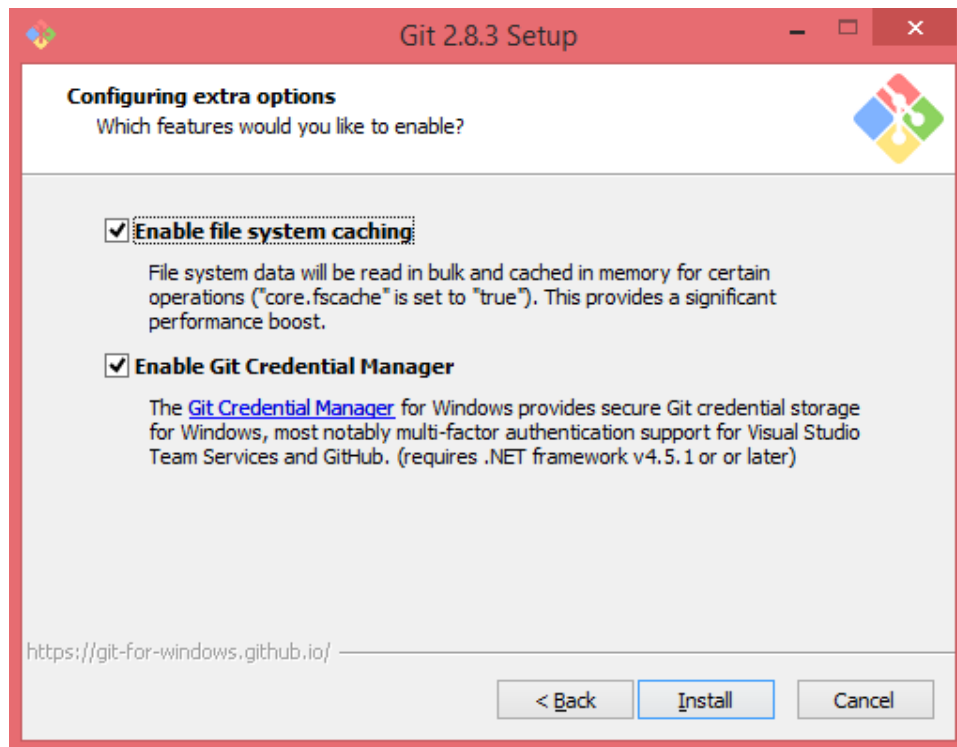 Git 2.8.3 Setup
Configuring extra options
Which features would you like to enable?
Enable file system caching
File system data will be read in bulk and cached in memory for certain
operations ("core.fscache" is set to "true"). This provides a significant
performance boost.
Enable Git Credential Manager
The Git Credential Manager for Windows provides secure Git credential storage
for Windows, most notably multi-factor authentication support for Visual Studio
Team Services and GitHub. (requires .NET framework v4.5.1 or or later)
https://git-for-windows.github.io/
< Back
Install
Cancel